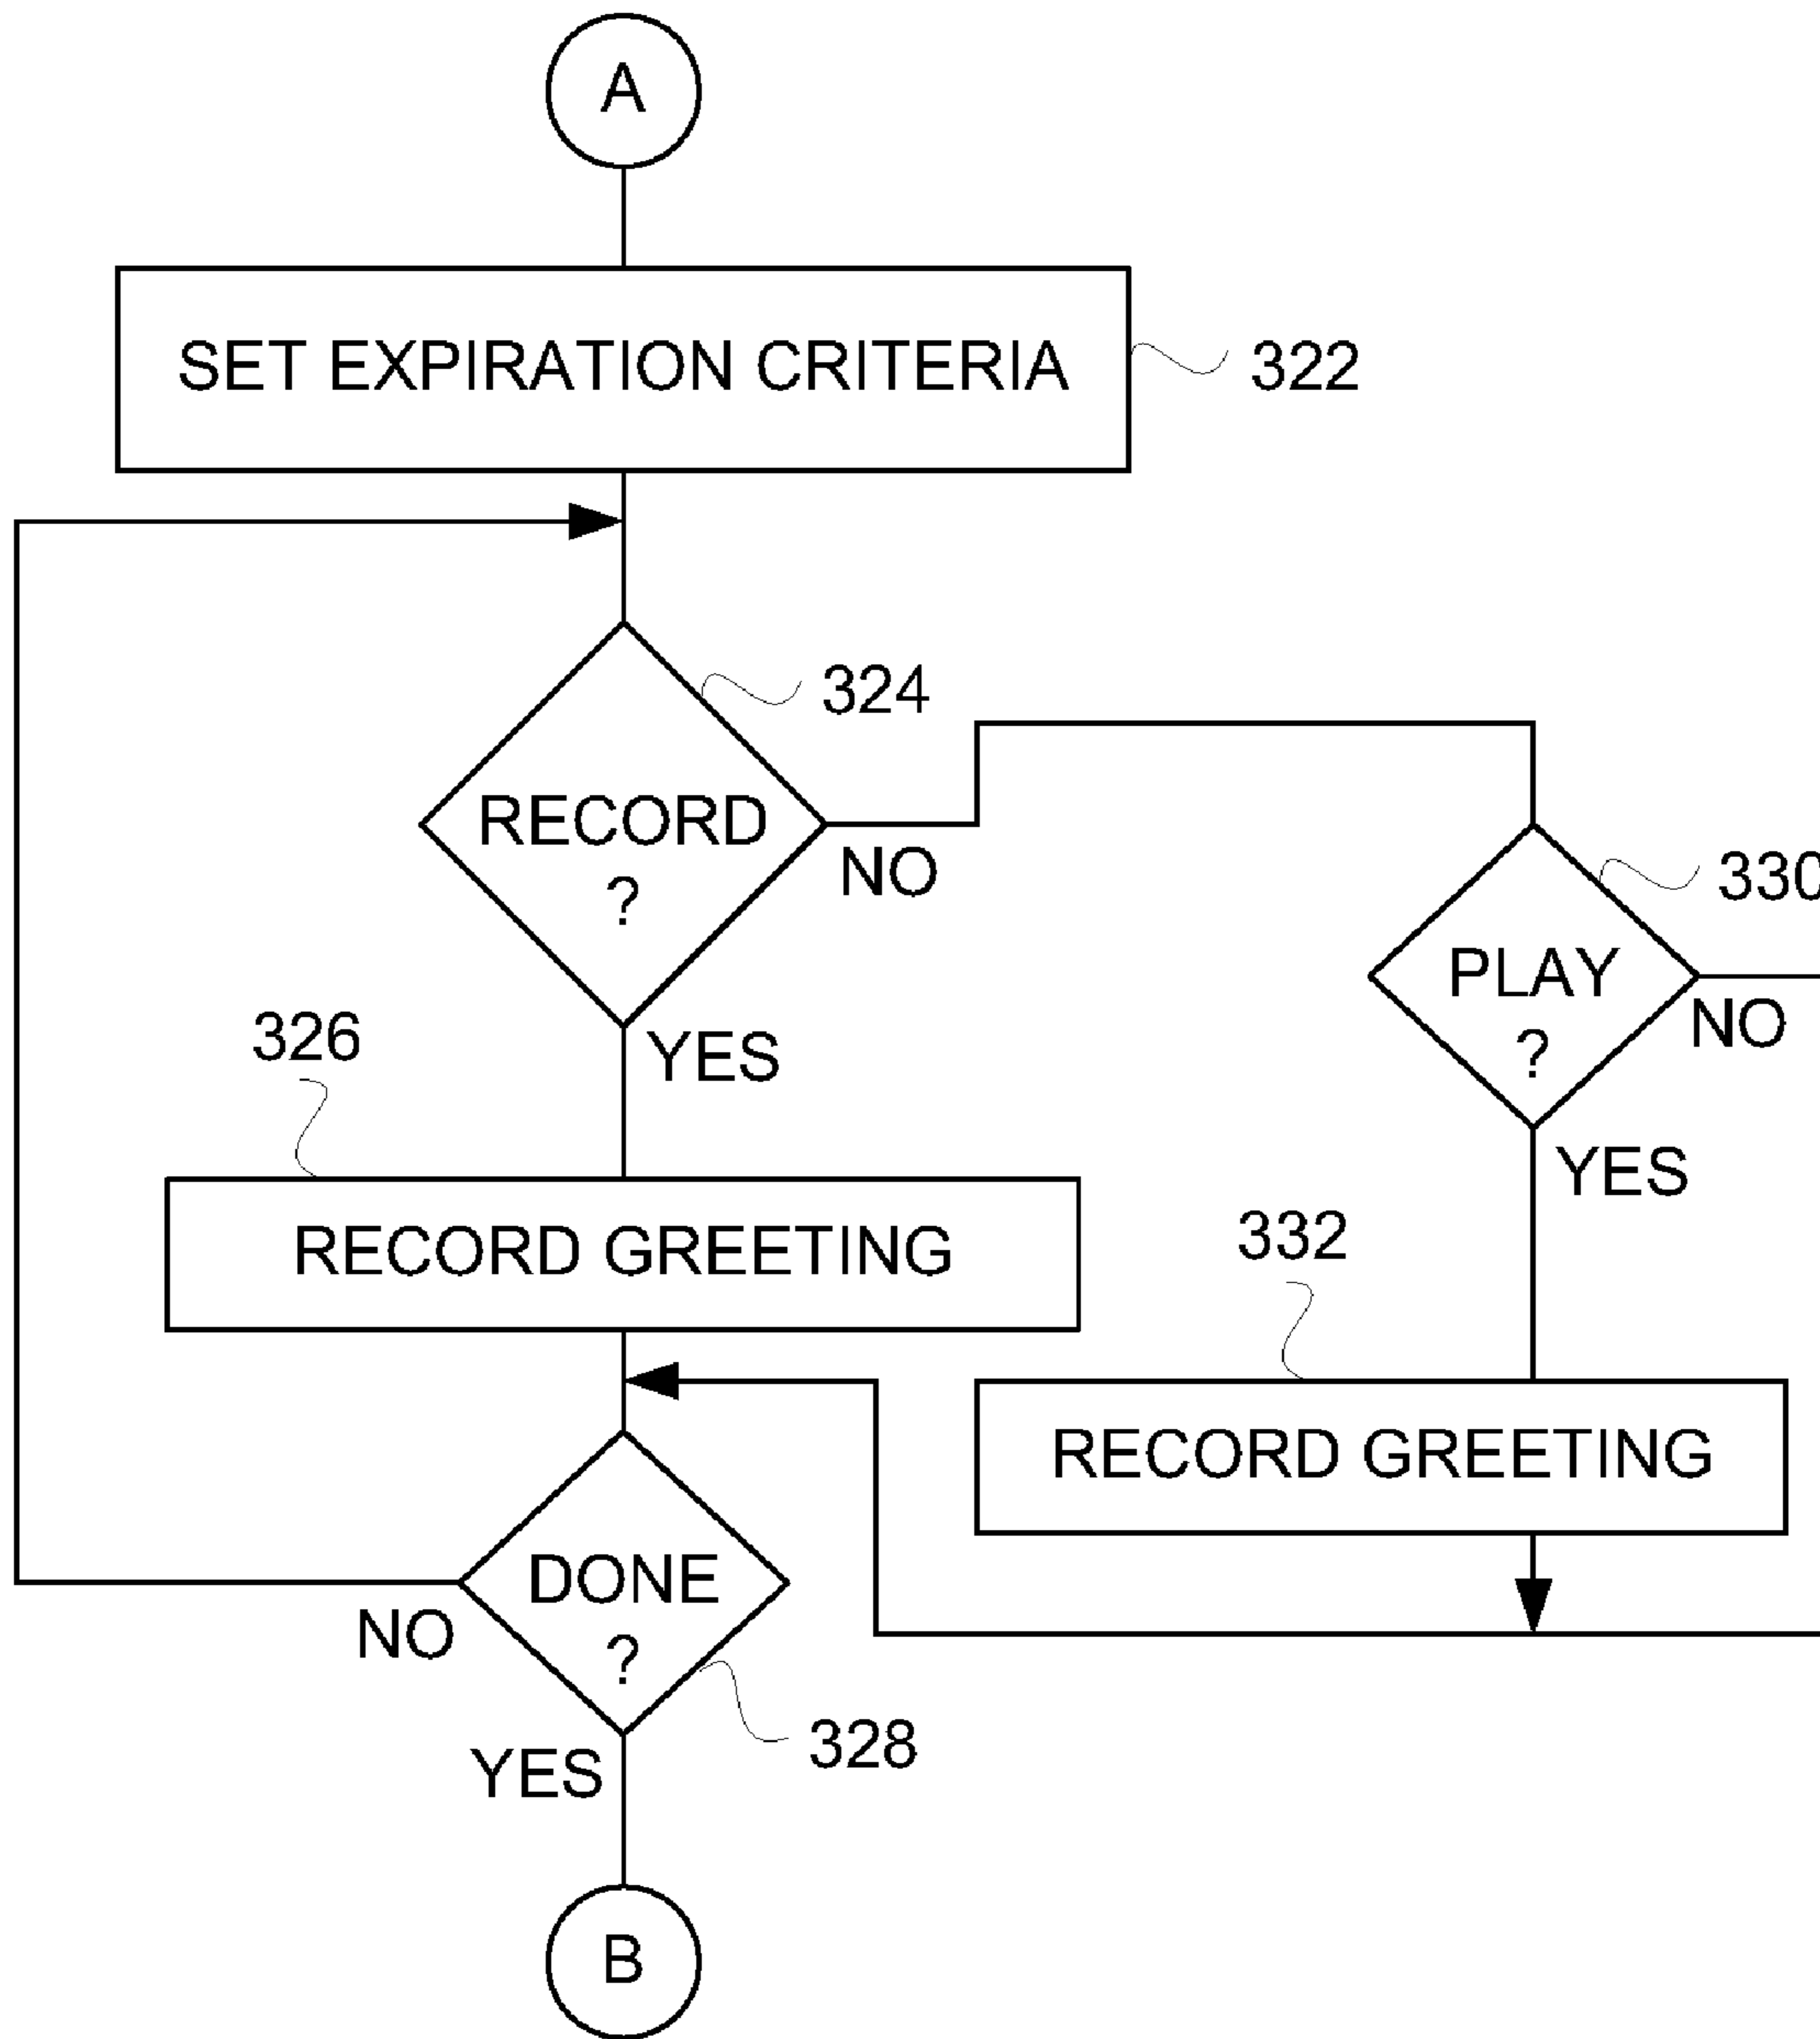 A
SET EXPIRATION CRITERIA
322
324
RECORD
?
NO
330
PLAY
?
NO
YES
326
YES
RECORD GREETING
332
RECORD GREETING
DONE
?
NO
328
YES
B